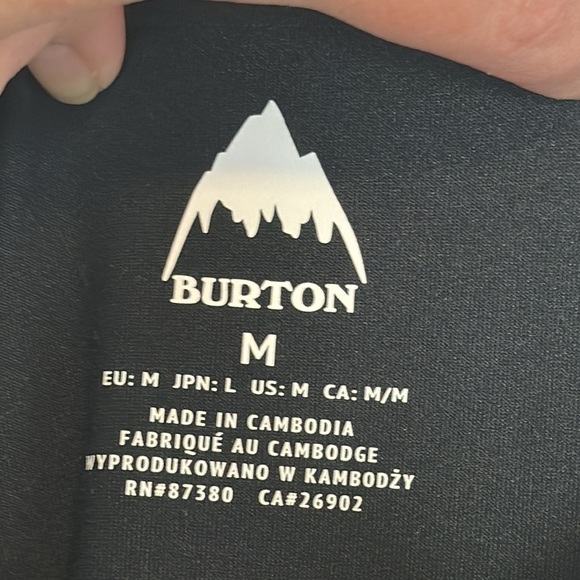 BURTON
M
EU: M JPN: L US: M CA: M/M
MADE IN CAMBODIA
FABRIQUÉ AU CAMBODGE
WYPRODUKOWANO W KAMBODŻY
RN#87380 CA#26902